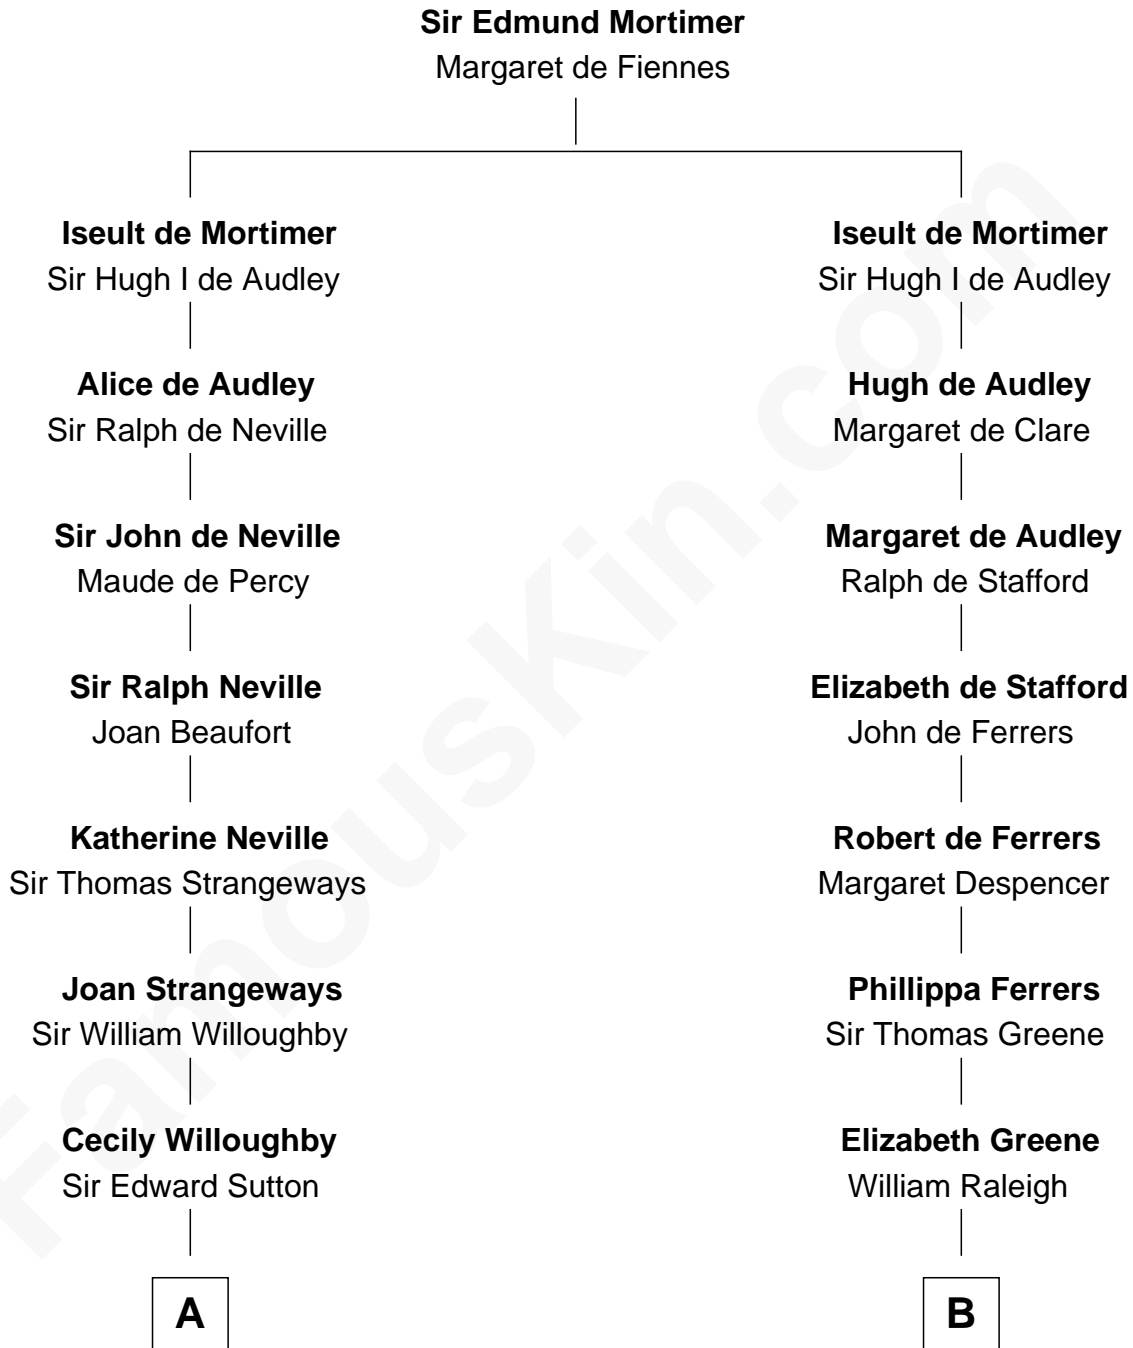 Sir Edmund Mortimer
Margaret de Fiennes
Iseult de Mortimer
Sir Hugh I de Audley
Iseult de Mortimer
Sir Hugh I de Audley
Alice de Audley
Sir Ralph de Neville
Hugh de Audley
Margaret de Clare
Sir John de Neville
Maude de Percy
Margaret de Audley
Ralph de Stafford
Sir Ralph Neville
Joan Beaufort
Elizabeth de Stafford
John de Ferrers
Katherine Neville
Sir Thomas Strangeways
Robert de Ferrers
Margaret Despencer
Joan Strangeways
Sir William Willoughby
Phillippa Ferrers
Sir Thomas Greene
Cecily Willoughby
Sir Edward Sutton
Elizabeth Greene
William Raleigh
A
B
FamousKin.com